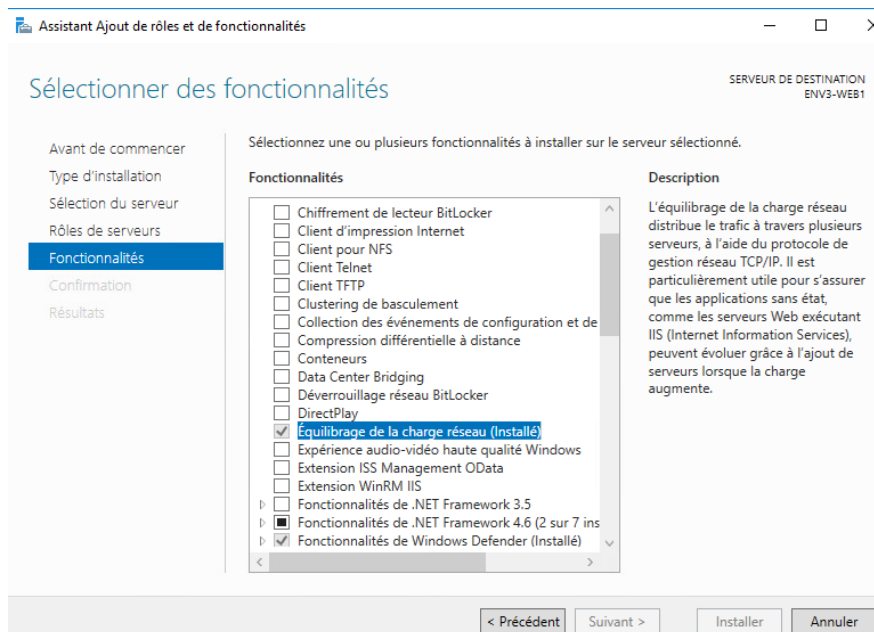 Assistant Ajout de rôles et de fonctionnalités
Sélectionner des fonctionnalités
SERVEUR DE DESTINATION
ENV3-WEB1
Avant de commencer
Type d'installation
Sélection du serveur
Rôles de serveurs
Fonctionnalités
Confirmation
Résultats
Sélectionnez une ou plusieurs fonctionnalités à installer sur le serveur sélectionné.
Fonctionnalités
Chiffrement de lecteur BitLocker
Client d'impression Internet
Client pour NFS
Client Telnet
Client TFTP
Clustering de basculement
Collection des événements de configuration et de
Compression différentielle à distance
Conteneurs
Data Center Bridging
Déverrouillage réseau BitLocker
DirectPlay
Équilibrage de la charge réseau (Installé)
Expérience audio-vidéo haute qualité Windows
Extension ISS Management OData
Extension WinRM IIS
Fonctionnalités de .NET Framework 3.5
Fonctionnalités de .NET Framework 4.6 (2 sur 7 ins
Fonctionnalités de Windows Defender (Installé)
Description
L'équilibrage de la charge réseau
distribue le trafic à travers plusieurs
serveurs, à l'aide du protocole de
gestion réseau TCP/IP. Il est
particulièrement utile pour s'assurer
que les applications sans état,
comme les serveurs Web exécutant
IIS (Internet Information Services),
peuvent évoluer grâce à l'ajout de
serveurs lorsque la charge
augmente.
< Précédent
Suivant >
Installer
Annuler